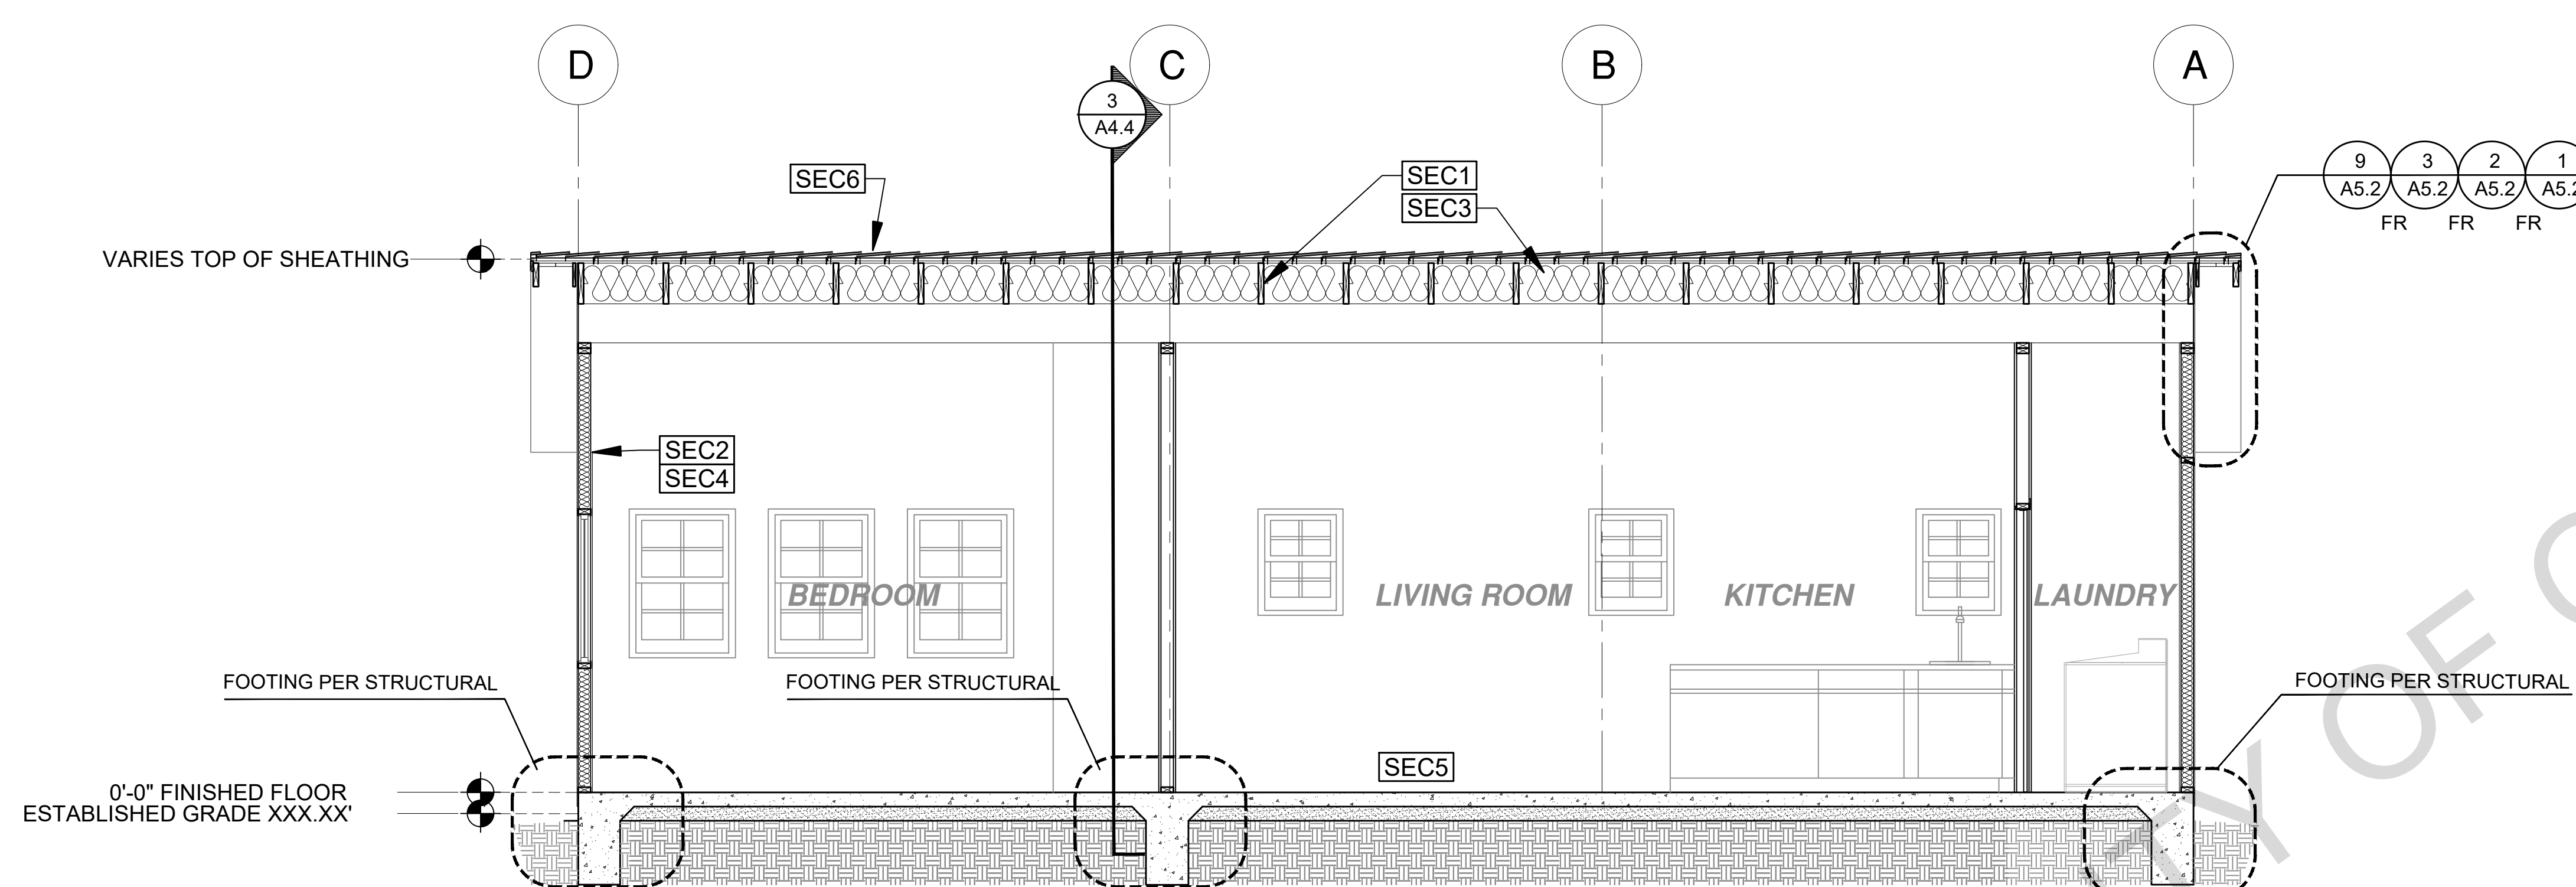 D
C
B
A
3
A4.4
9
A5.2
3
A5.2
2
A5.2
1
FR
FR
FR
SEC6
SEC1
SEC3
VARIES TOP OF SHEATHING
SEC2
SEC4
BEDROOM
LIVING ROOM
KITCHEN
LAUNDRY
FOOTING PER STRUCTURAL
FOOTING PER STRUCTURAL
FOOTING PER STRUCTURAL
SEC5
0'-0" FINISHED FLOOR
ESTABLISHED GRADE XXX.XX'
OF